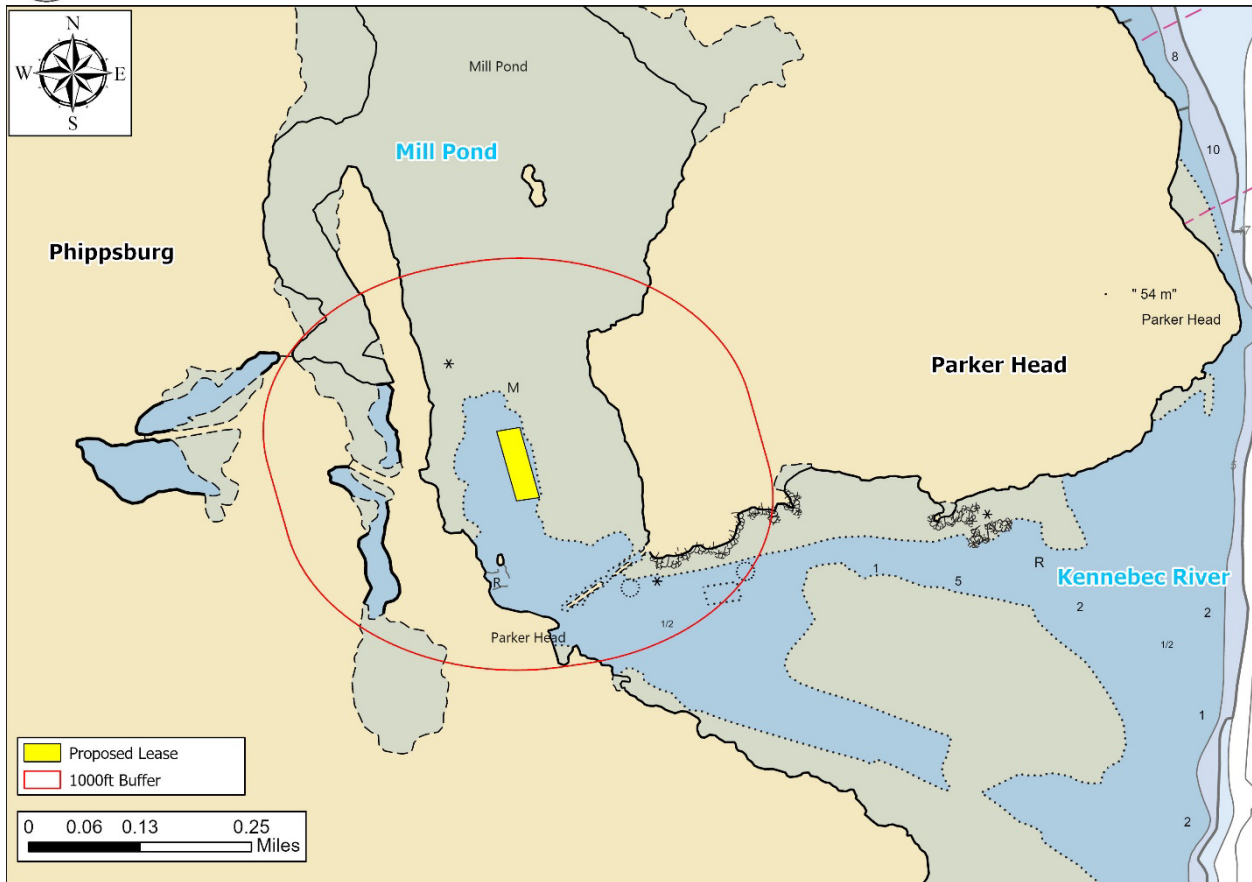 N
W E
S
Mill Pond
Mill Pond
Phippsburg
8
10
17
" 54 m"
Parker Head
Parker Head
M
5
R
1
5
R
Kennebec River
2
2
1/2
1/2
R
Parker Head
1
2
Proposed Lease
1000ft Buffer
0 0.06 0.13 0.25
Miles